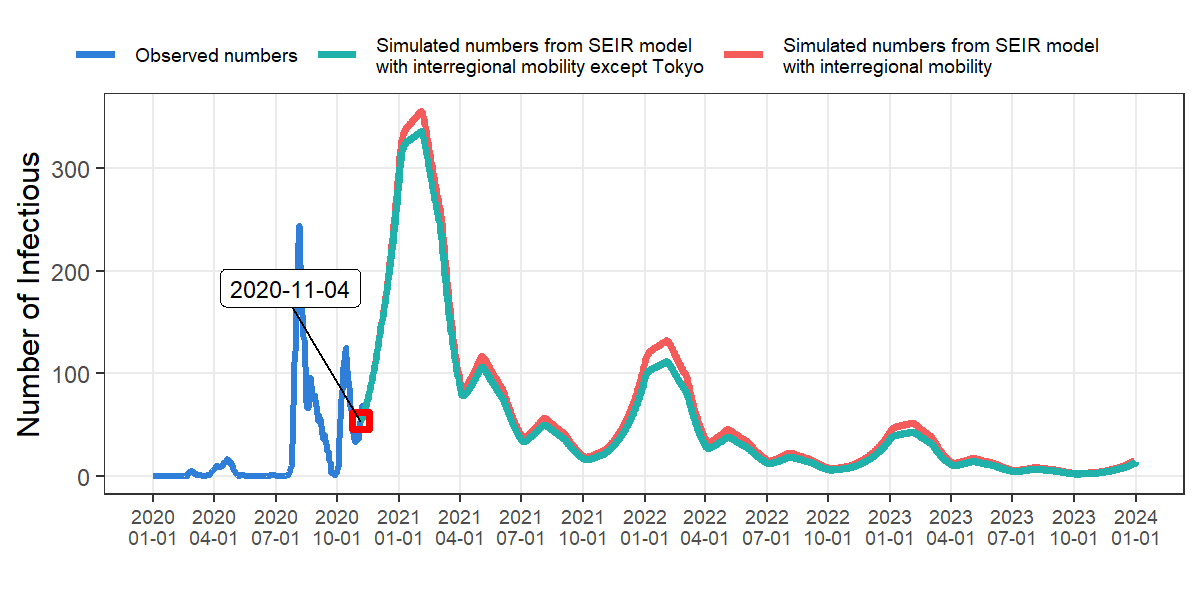 Observed numbers
Simulated numbers from SEIR model
with interregional mobility except Tokyo
Simulated numbers from SEIR model
with interregional mobility
Number of Infectious
300
200
100
0
2020-11-04
2020 2020 2020 2020 2021 2021 2021 2021 2022 2022 2022 2022 2023 2023 2023 2023 2024
01-01 04-01 07-01 10-01 01-01 04-01 07-01 10-01 01-01 04-01 07-01 10-01 01-01 04-01 07-01 10-01 01-01